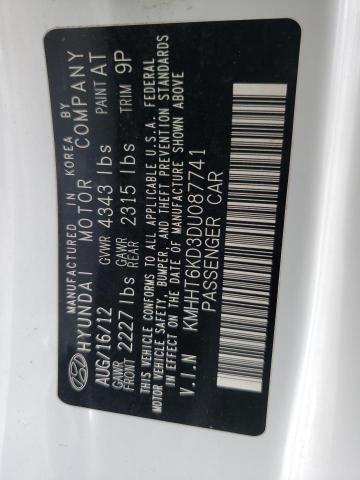 MANUFACTURED IN KOREA BY
HYUNDAI MOTOR COMPANY
AUG/16/12 GVWR 4343 lbs PAINT AT
GAWR FRONT 2227 lbs GAWR REAR 2315 lbs TRIM 9P
THIS VEHICLE CONFORMS TO ALL APPLICABLE U.S.A. FEDERAL
MOTOR VEHICLE SAFETY, BUMPER, AND THEFT PREVENTION STANDARDS
IN EFFECT ON THE DATE OF MANUFACTURE SHOWN ABOVE
V.I.N KMHHT6KD3DU087741
PASSENGER CAR